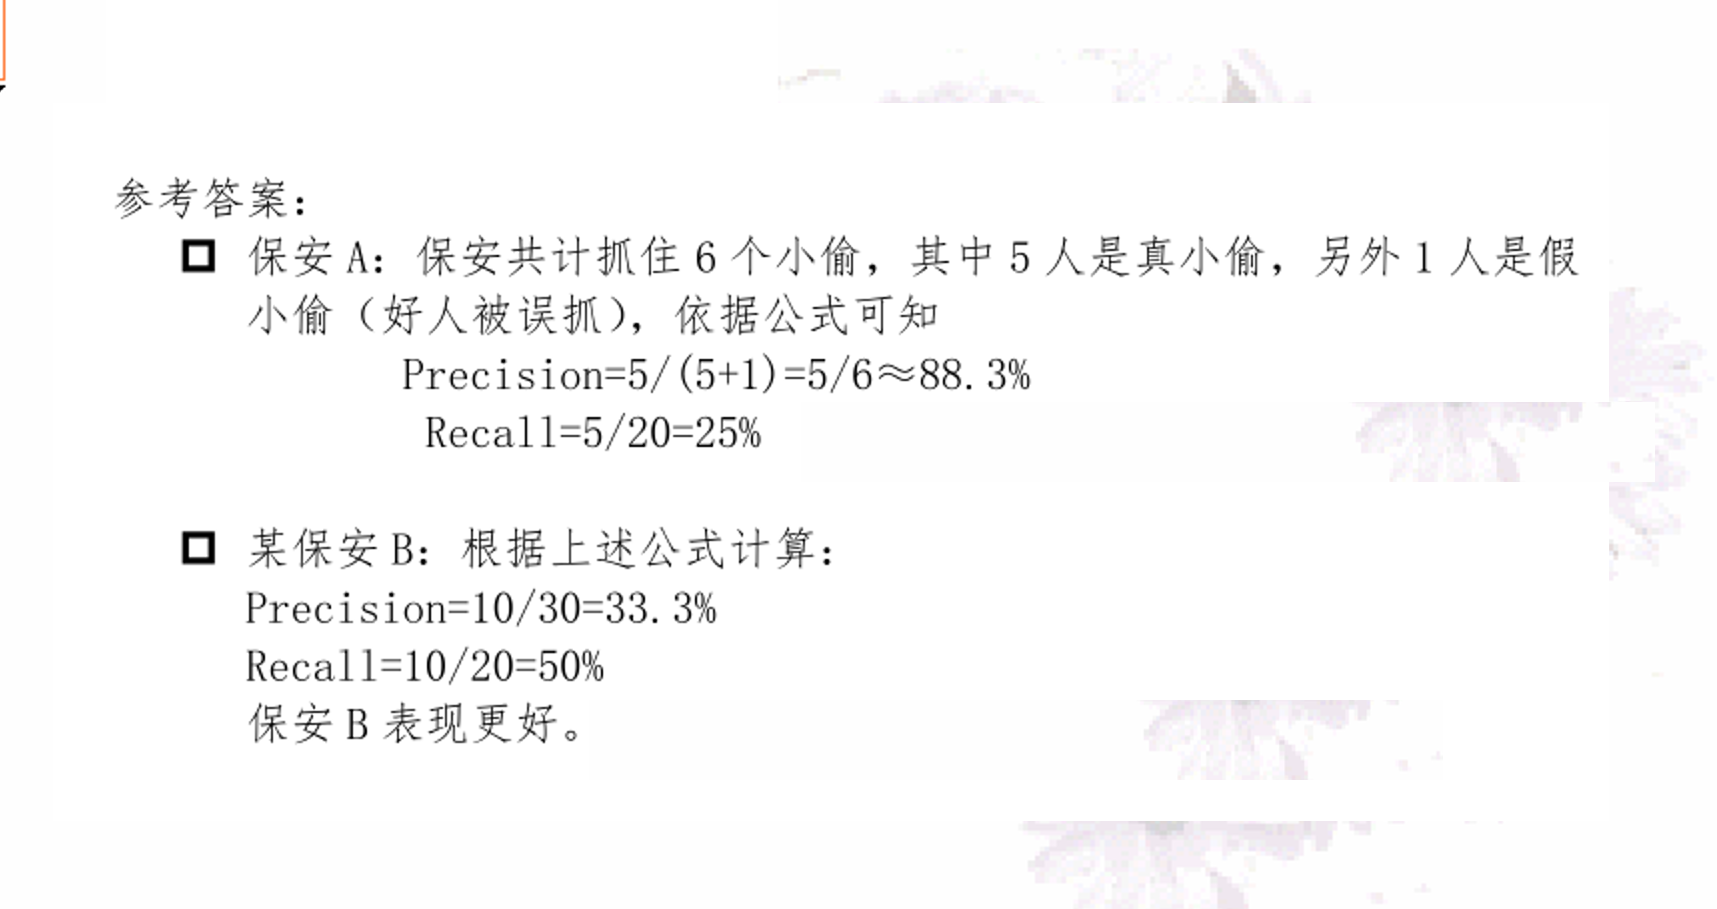 参考答案：
保安 A：保安共计抓住 6 个小偷，其中 5 人是真小偷，另外 1 人是假
小偷（好人被误抓），依据公式可知
Precision=5/(5+1)=5/6≈88.3%
Recall=5/20=25%
某保安 B：根据上述公式计算：
Precision=10/30=33.3%
Recall=10/20=50%
保安 B 表现更好。